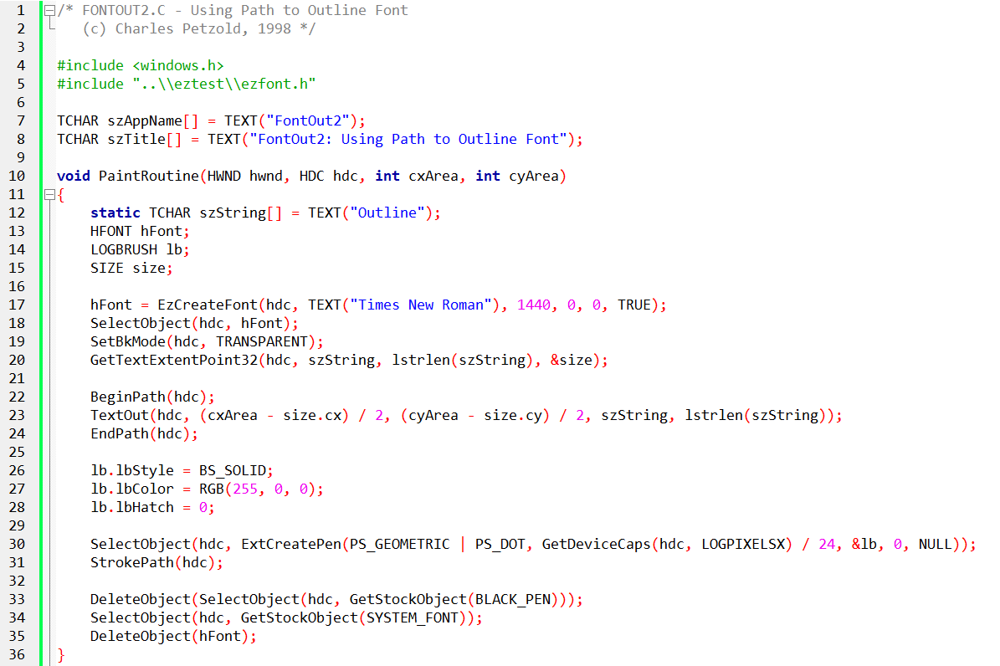 1 /* FONTOUT2.C - Using Path to Outline Font
2    (c) Charles Petzold, 1998 */
3
4 #include <windows.h>
5 #include "..\\eztest\\ezfont.h"
6
7 TCHAR szAppName[] = TEXT("FontOut2");
8 TCHAR szTitle[] = TEXT("FontOut2: Using Path to Outline Font");
9
10 void PaintRoutine(HWND hwnd, HDC hdc, int cxArea, int cyArea)
11 {
12     static TCHAR szString[] = TEXT("Outline");
13     HFONT hFont;
14     LOGBRUSH lb;
15     SIZE size;
16
17     hFont = EzCreateFont(hdc, TEXT("Times New Roman"), 1440, 0, 0, TRUE);
18     SelectObject(hdc, hFont);
19     SetBkMode(hdc, TRANSPARENT);
20     GetTextExtentPoint32(hdc, szString, lstrlen(szString), &size);
21
22     BeginPath(hdc);
23     TextOut(hdc, (cxArea - size.cx) / 2, (cyArea - size.cy) / 2, szString, lstrlen(szString));
24     EndPath(hdc);
25
26     lb.lbStyle = BS_SOLID;
27     lb.lbColor = RGB(255, 0, 0);
28     lb.lbHatch = 0;
29
30     SelectObject(hdc, ExtCreatePen(PS_GEOMETRIC | PS_DOT, GetDeviceCaps(hdc, LOGPIXELSX) / 24, &lb, 0, NULL));
31     StrokePath(hdc);
32
33     DeleteObject(SelectObject(hdc, GetStockObject(BLACK_PEN)));
34     SelectObject(hdc, GetStockObject(SYSTEM_FONT));
35     DeleteObject(hFont);
36 }